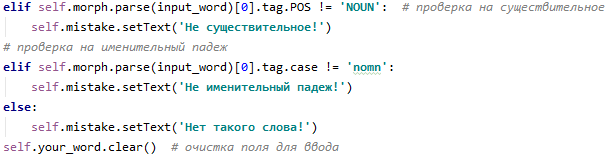 elif self.morph.parse(input_word)[0].tag.POS != 'NOUN':  # проверка на существительное
    self.mistake.setText('Не существительное!')
# проверка на именительный падеж
elif self.morph.parse(input_word)[0].tag.case != 'nomn':
    self.mistake.setText('Не именительный падеж!')
else:
    self.mistake.setText('Нет такого слова!')
self.your_word.clear()  # очистка поля для ввода